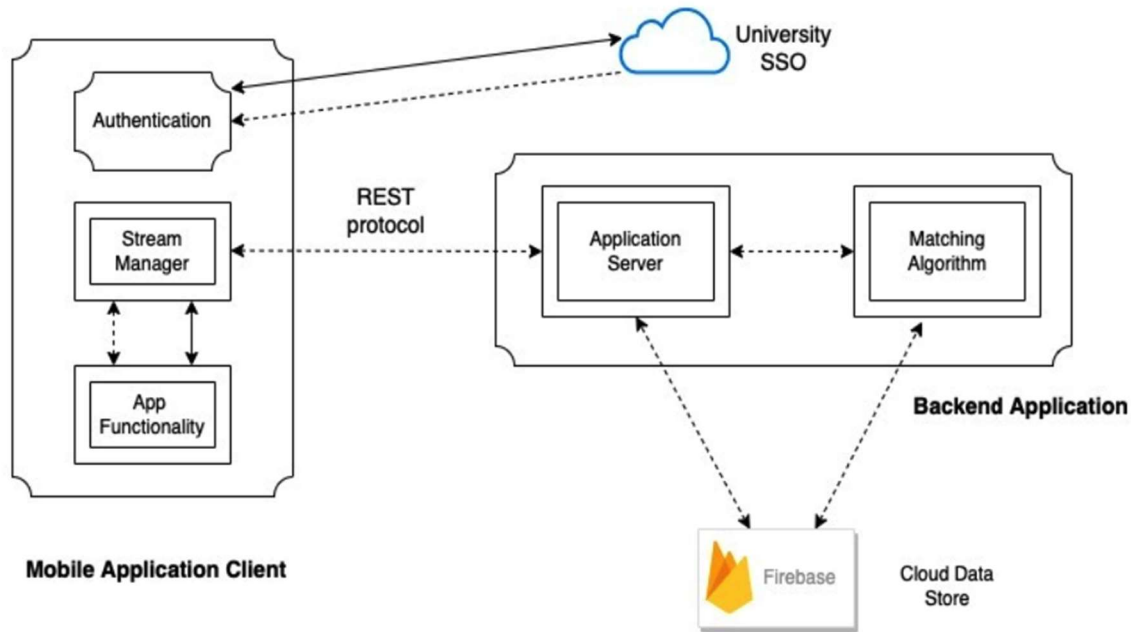 University
SSO
Authentication
REST
protocol
Stream
Manager
Application
Server
Matching
Algorithm
App
Functionality
Backend Application
Mobile Application Client
Firebase
Cloud Data
Store